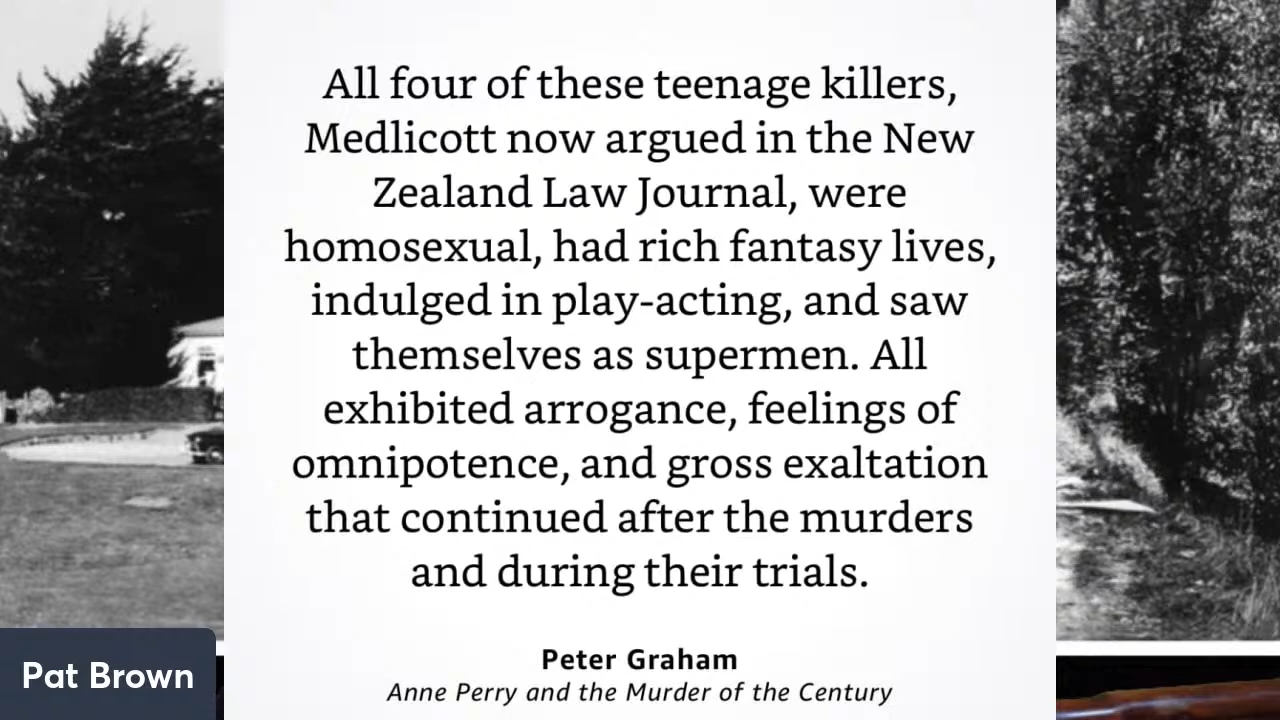 All four of these teenage killers,
Medlicott now argued in the New
Zealand Law Journal, were
homosexual, had rich fantasy lives,
indulged in play-acting, and saw
themselves as supermen. All
exhibited arrogance, feelings of
omnipotence, and gross exaltation
that continued after the murders
and during their trials.
Peter Graham
Anne Perry and the Murder of the Century
Pat Brown